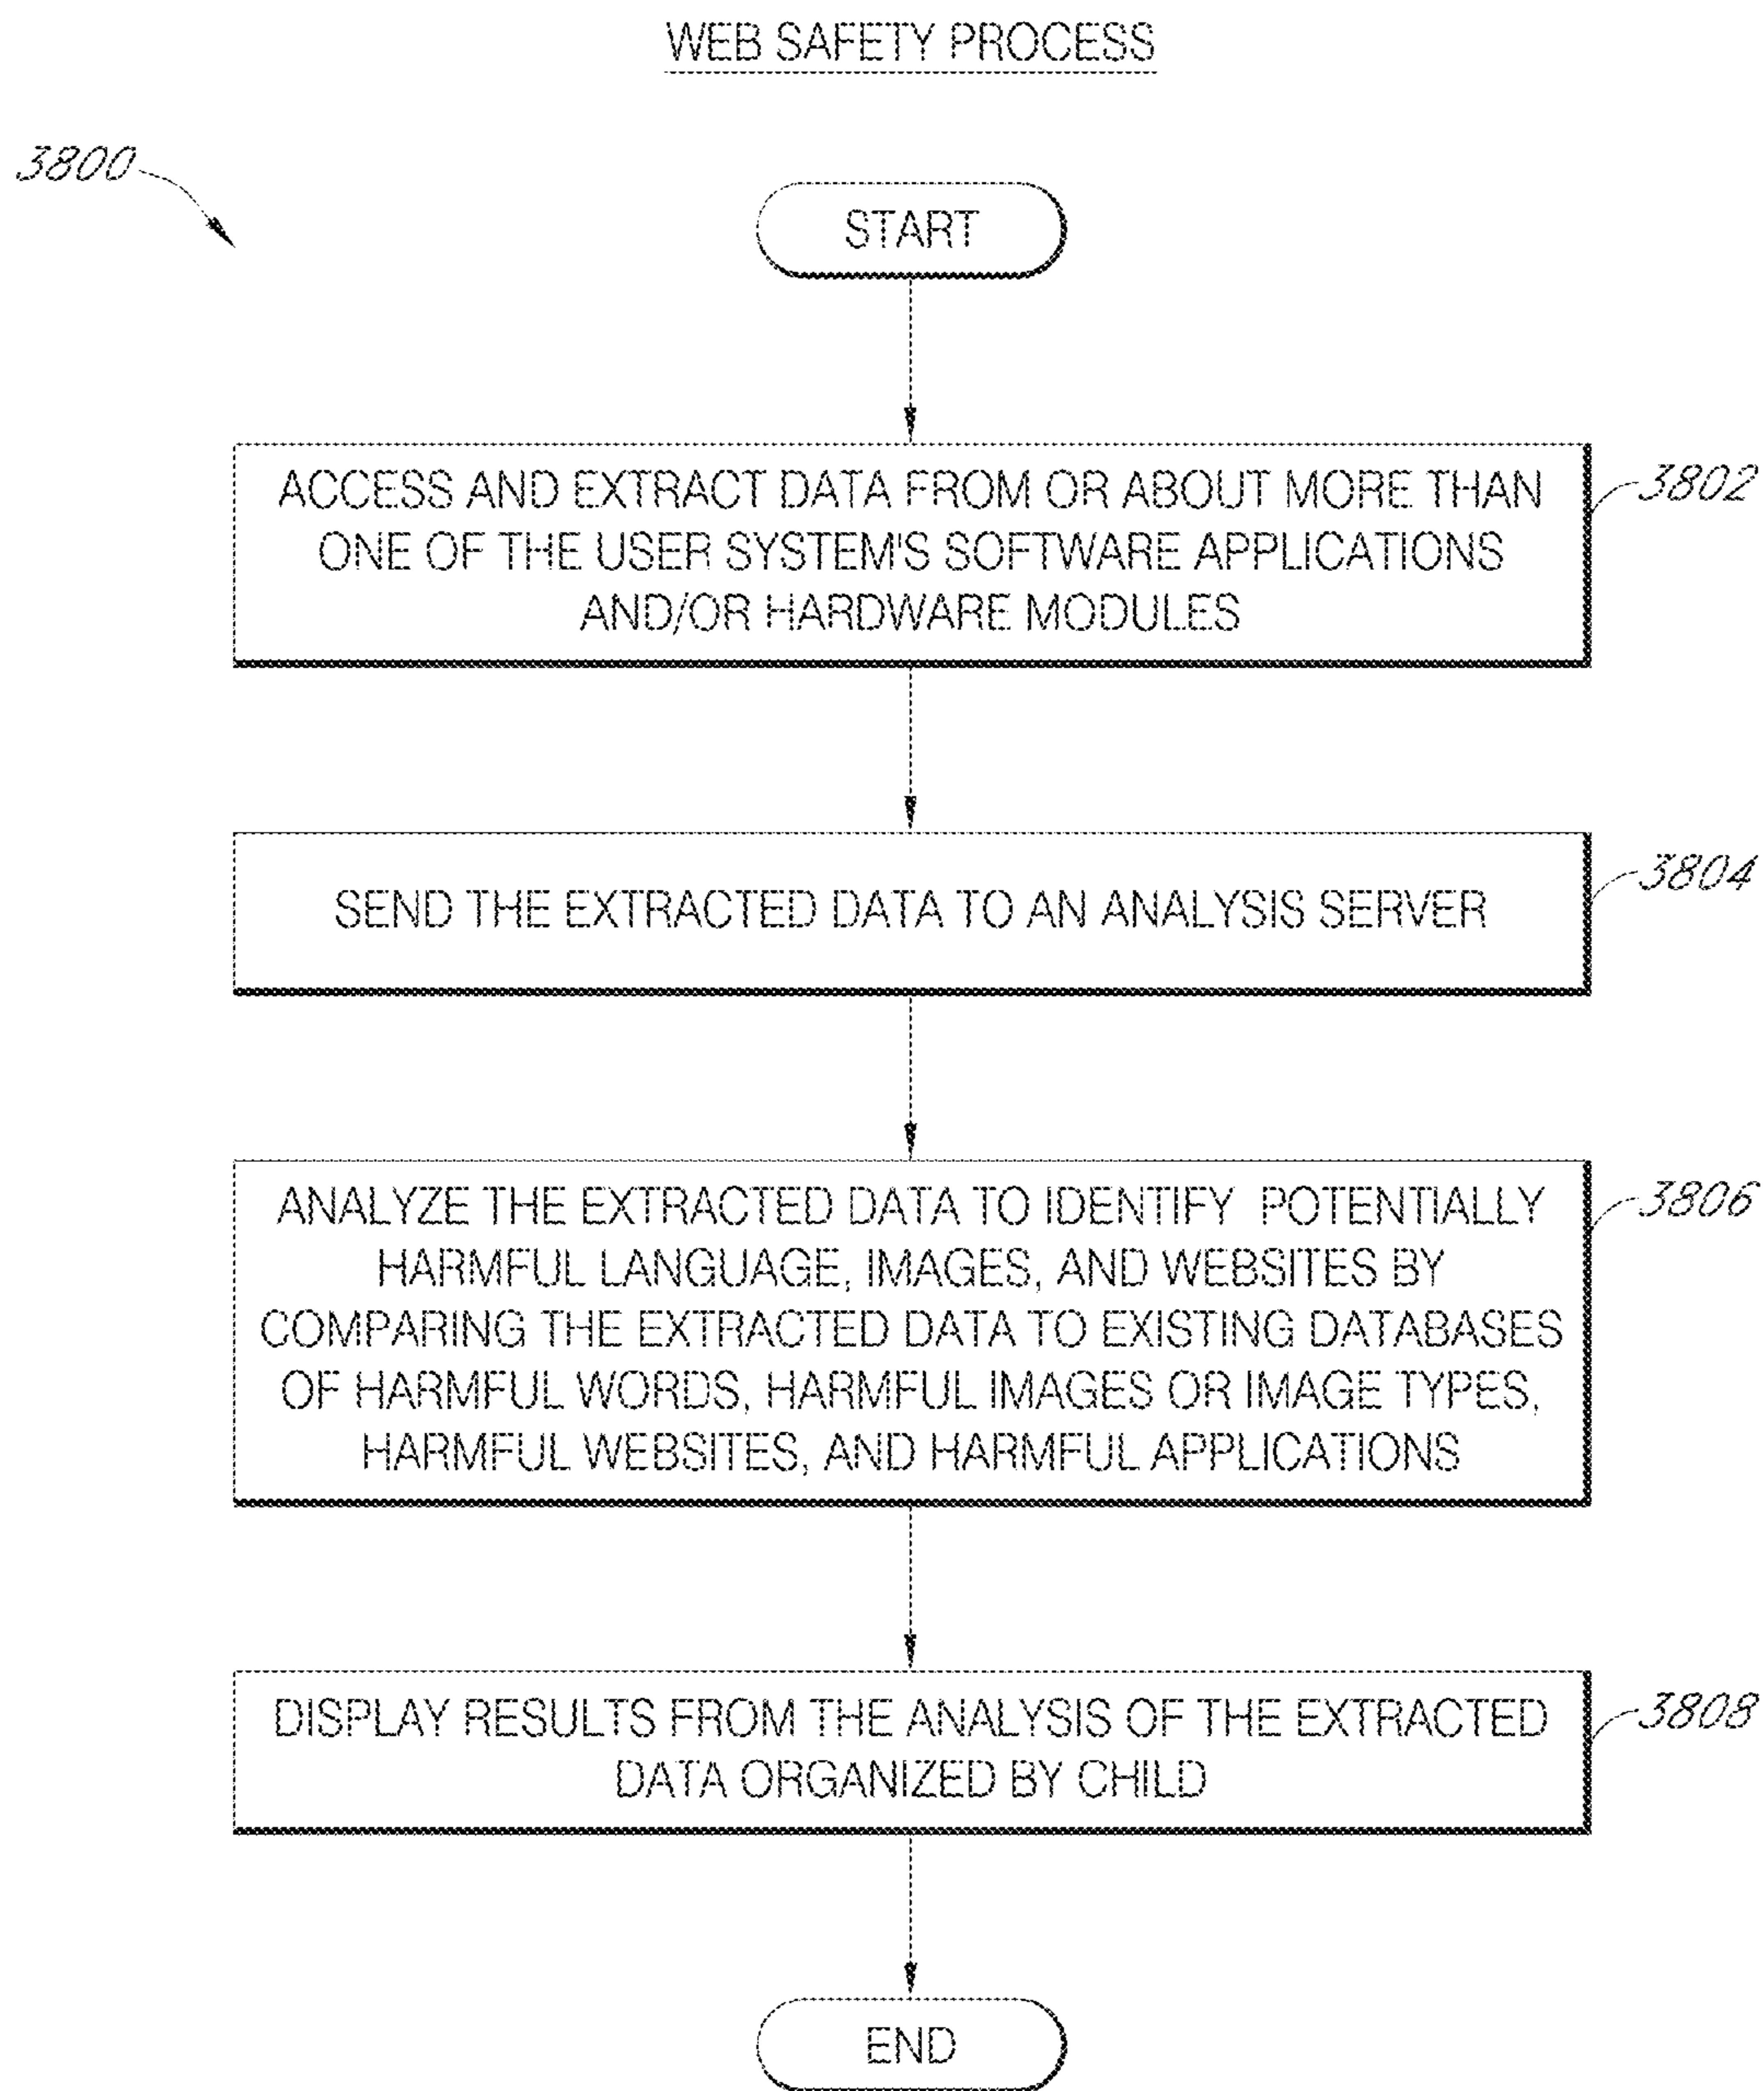 WEB SAFETY PROCESS
3800
START
ACCESS AND EXTRACT DATA FROM OR ABOUT MORE THAN
ONE OF THE USER SYSTEM'S SOFTWARE APPLICATIONS
AND/OR HARDWARE MODULES
3802
SEND THE EXTRACTED DATA TO AN ANALYSIS SERVER
3804
ANALYZE THE EXTRACTED DATA TO IDENTIFY POTENTIALLY
HARMFUL LANGUAGE, IMAGES, AND WEBSITES BY
COMPARING THE EXTRACTED DATA TO EXISTING DATABASES
OF HARMFUL WORDS, HARMFUL IMAGES OR IMAGE TYPES,
HARMFUL WEBSITES, AND HARMFUL APPLICATIONS
3806
DISPLAY RESULTS FROM THE ANALYSIS OF THE EXTRACTED
DATA ORGANIZED BY CHILD
3808
END